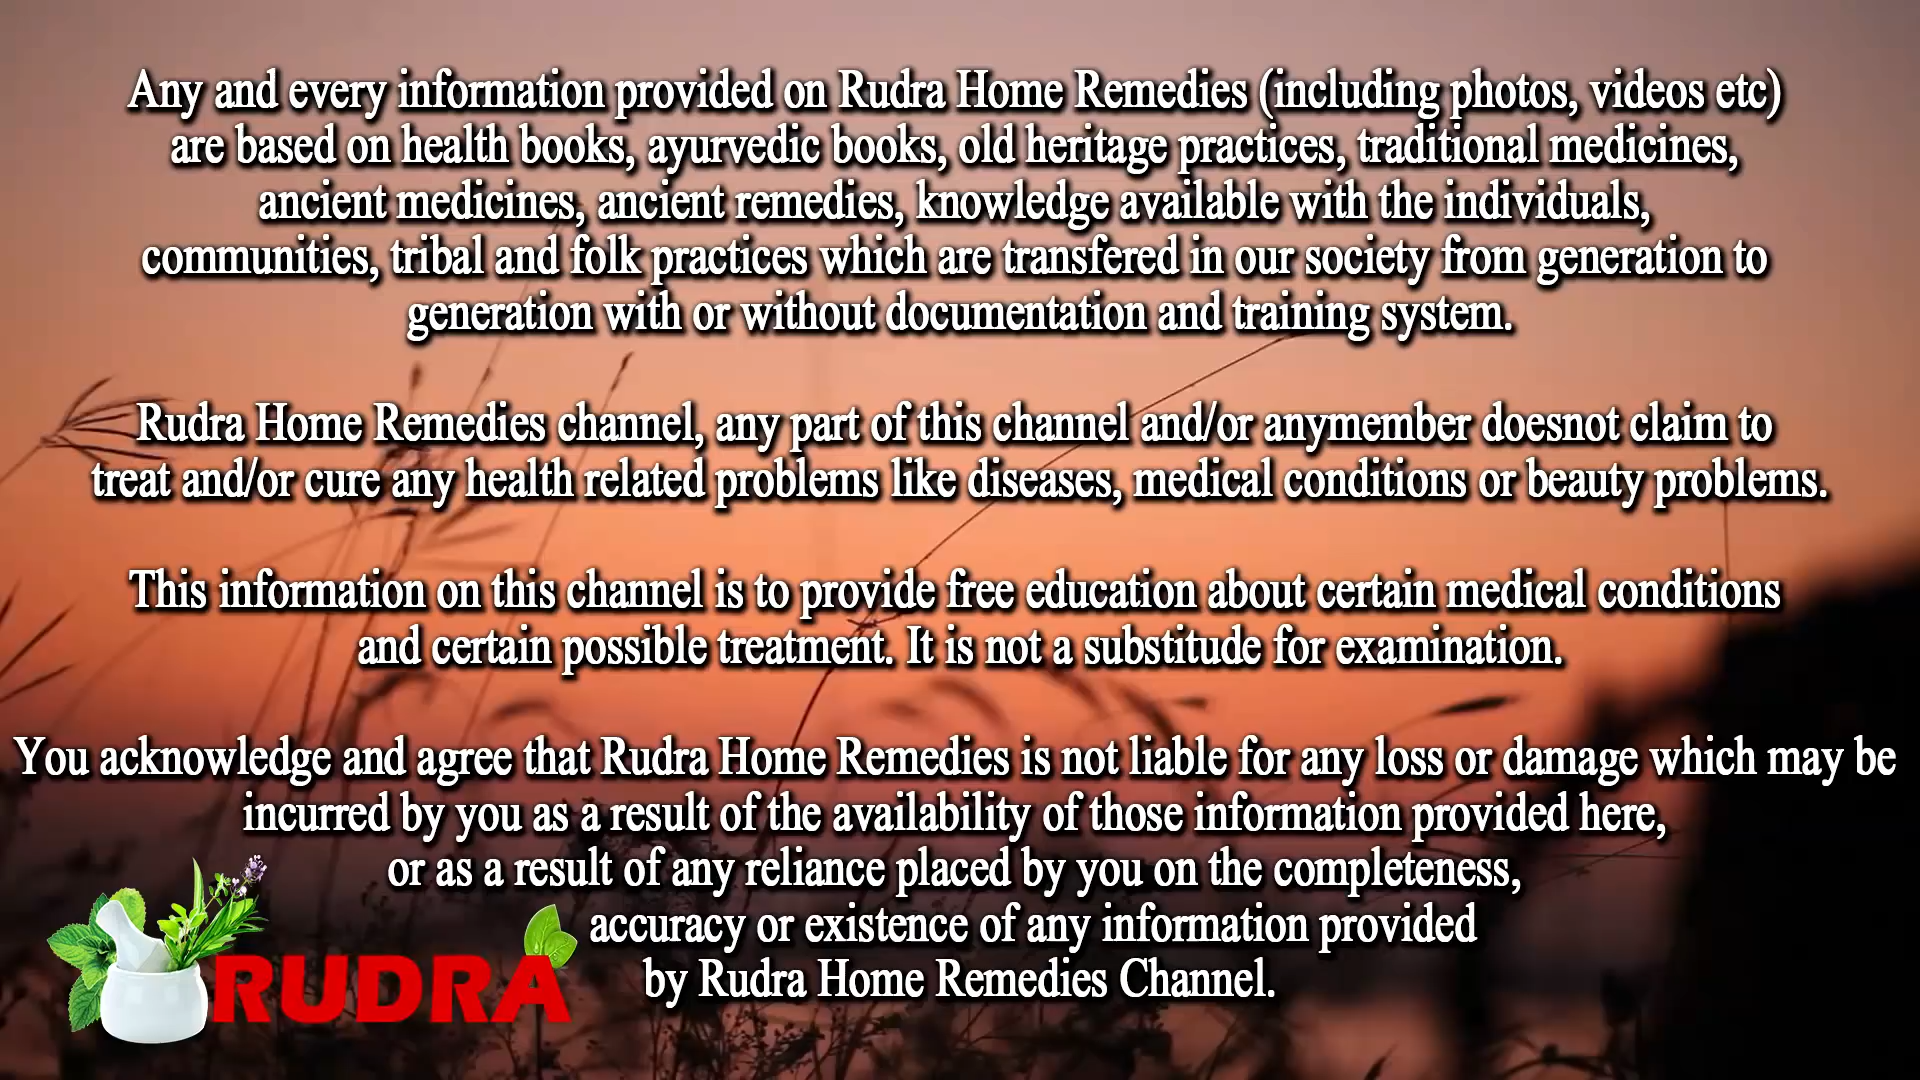 Any and every information provided on Rudra Home Remedies (including photos, videos etc)
are based on health books, ayurvedic books, old heritage practices, traditional medicines,
ancient medicines, ancient remedies, knowledge available with the individuals,
communities, tribal and folk practices which are transfered in our society from generation to
generation with or without documentation and training system.
Rudra Home Remedies channel, any part of this channel and/or anymember doesnot claim to
treat and/or cure any health related problems like diseases, medical conditions or beauty problems.
This information on this channel is to provide free education about certain medical conditions
and certain possible treatment. It is not a substitude for examination.
You acknowledge and agree that Rudra Home Remedies is not liable for any loss or damage which may be
incurred by you as a result of the availability of those information provided here,
or as a result of any reliance placed by you on the completeness,
accuracy or existence of any information provided
by Rudra Home Remedies Channel.
RUDRA